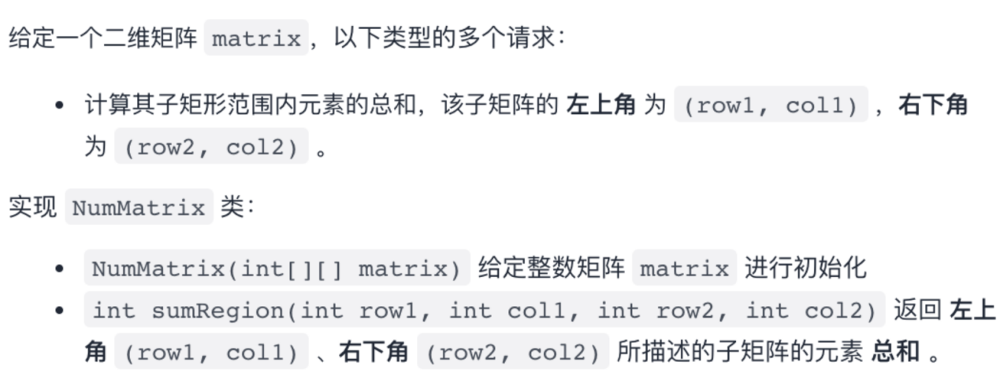 给定一个二维矩阵 matrix，以下类型的多个请求：
• 计算其子矩形范围内元素的总和，该子矩阵的 左上角 为 (row1, col1) ，右下角
为 (row2, col2) 。
实现 NumMatrix 类：
• NumMatrix(int[][] matrix) 给定整数矩阵 matrix 进行初始化
• int sumRegion(int row1, int col1, int row2, int col2) 返回 左上
角 (row1, col1) 、右下角 (row2, col2) 所描述的子矩阵的元素 总和 。